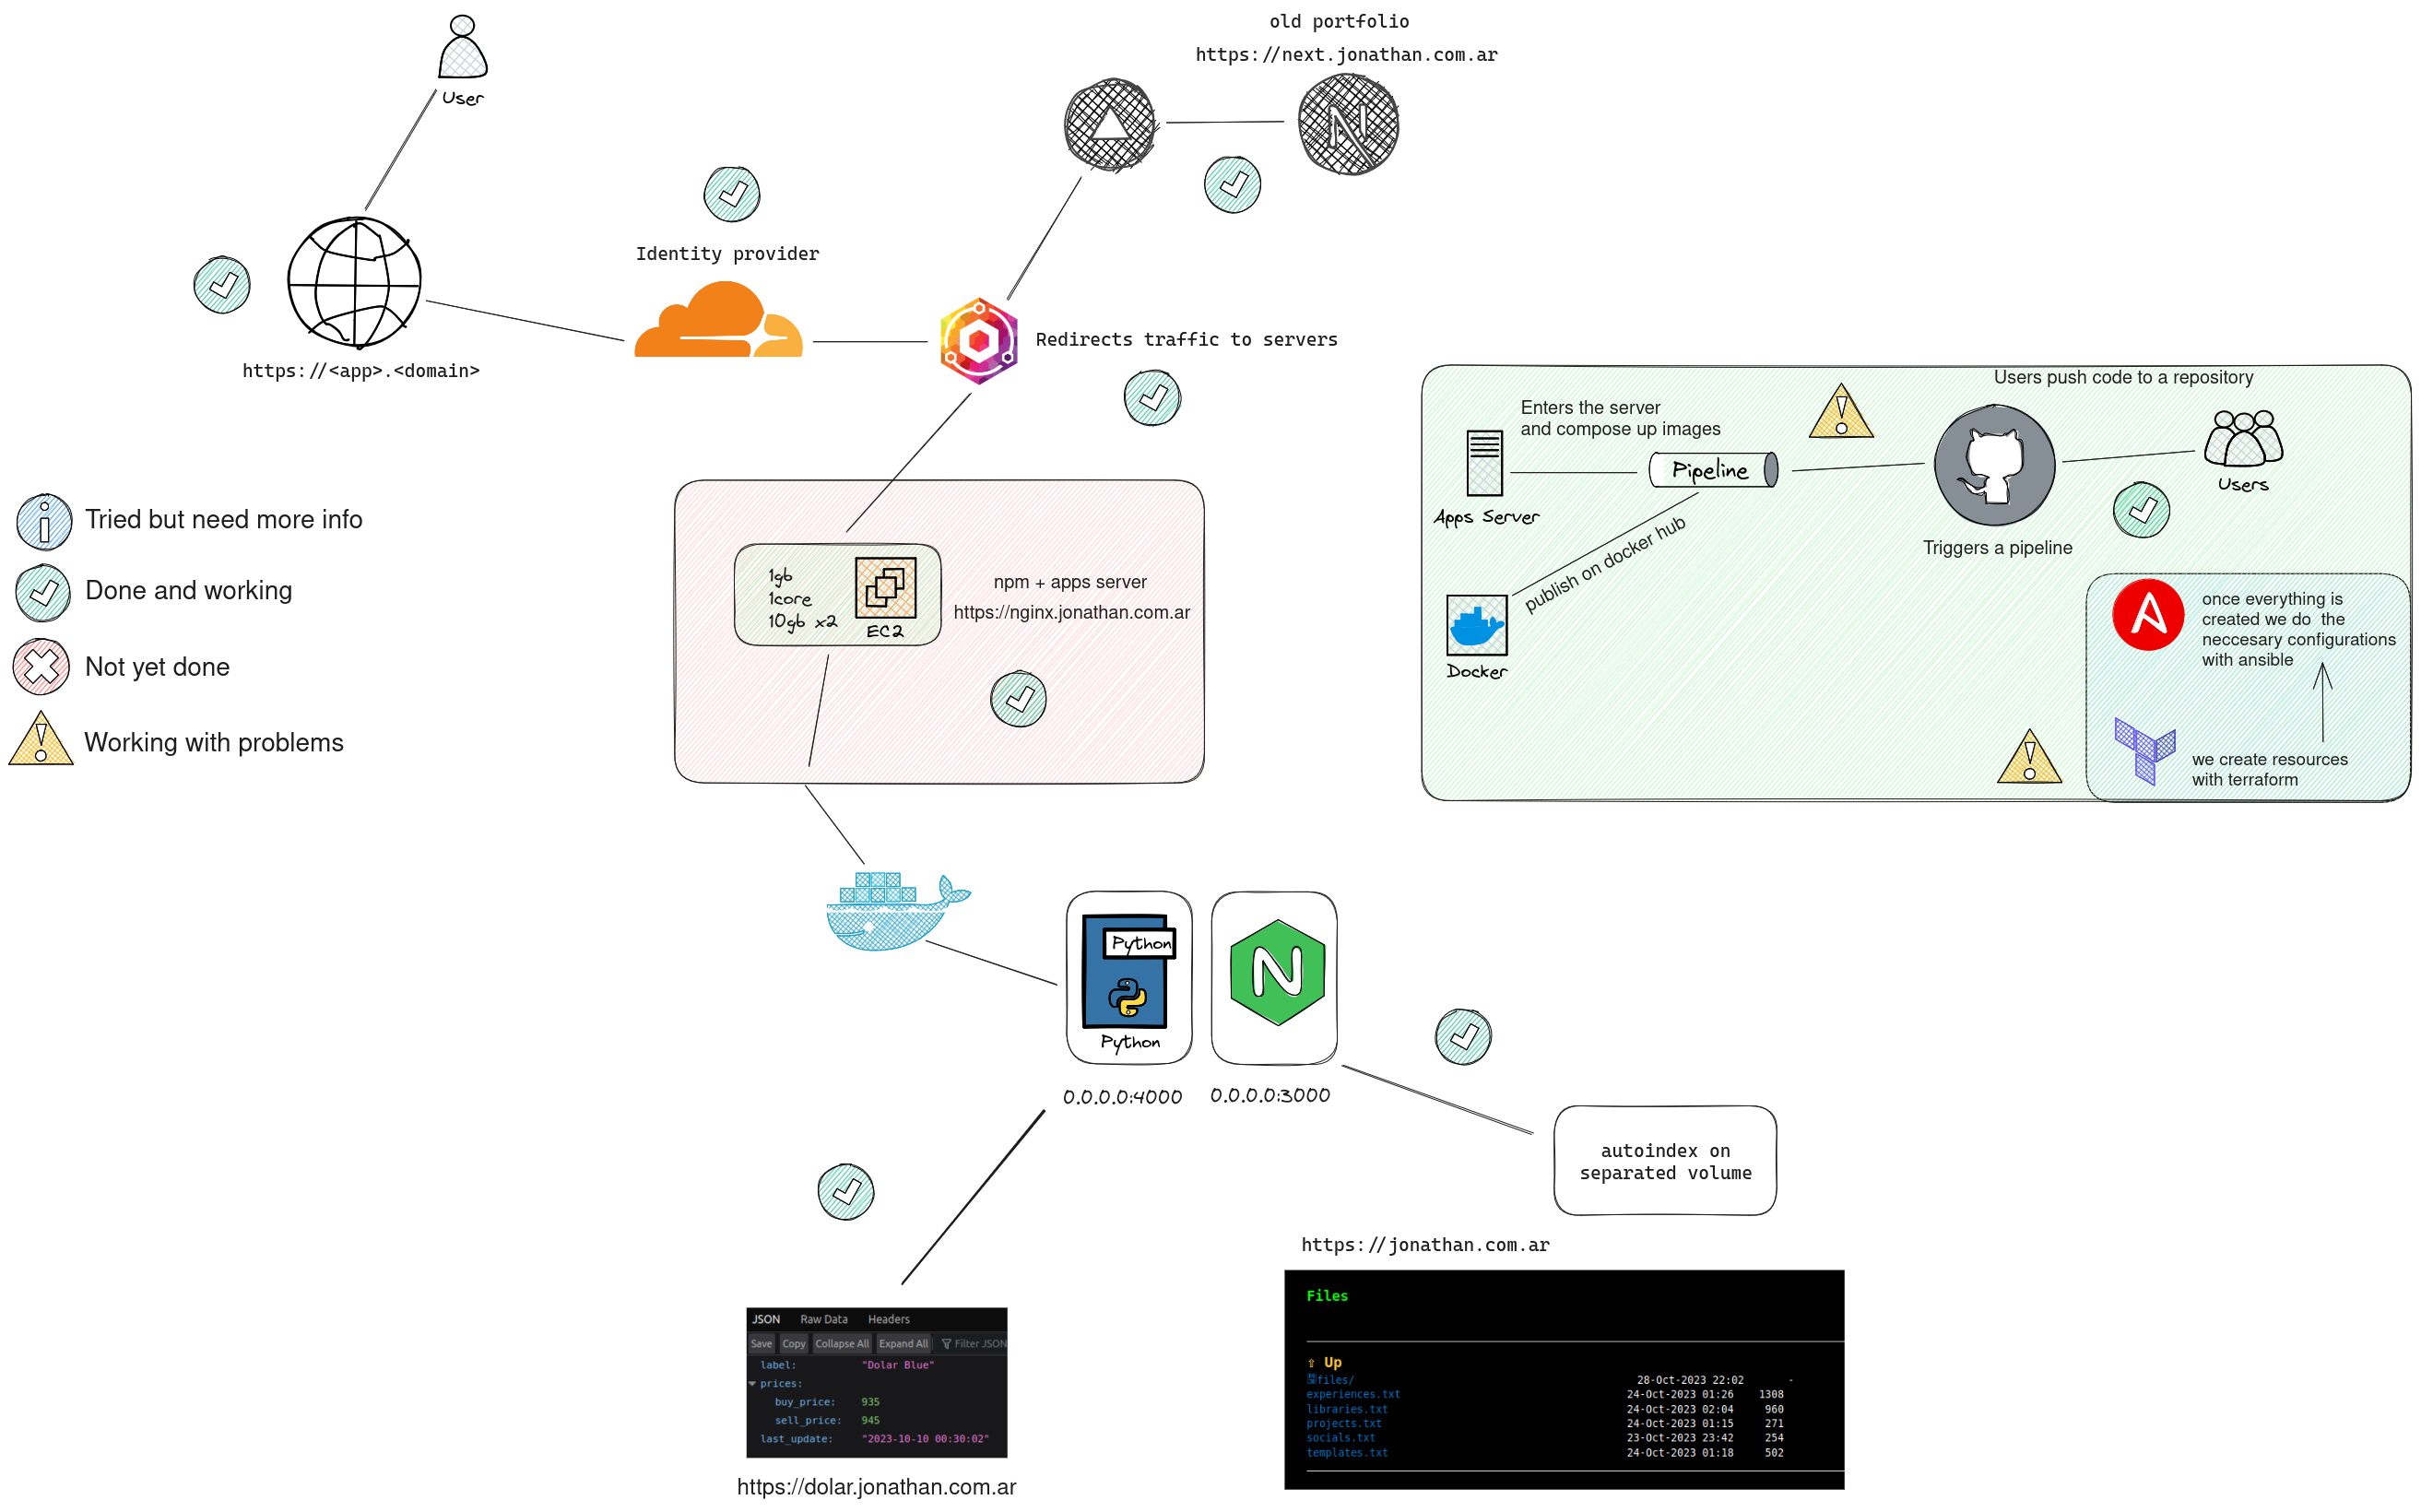 old portfolio
https://next.jonathan.com.ar
User
Identity provider
https://<app>.<domain>
Redirects traffic to servers
Users push code to a repository
Enters the server
and compose up images
Pipeline
Apps Server
Users
Triggers a pipeline
publish on docker hub
Docker
once everything is
created we do the
neccesary configurations
with ansible
we create resources
with terraform
Tried but need more info
Done and working
Not yet done
Working with problems
1gb
1core
10gb x2
EC2
npm + apps server
https://nginx.jonathan.com.ar
Python
Python
0.0.0.0:4000
0.0.0.0:3000
autoindex on
separated volume
https://jonathan.com.ar
Files
⇧ Up
files/ 28-Oct-2023 22:02 -
experiences.txt 24-Oct-2023 01:26 1308
libraries.txt 24-Oct-2023 02:04 960
projects.txt 24-Oct-2023 01:15 271
socials.txt 23-Oct-2023 23:42 254
templates.txt 24-Oct-2023 01:18 502
JSON Raw Data Headers
Save Copy Collapse All Expand All Filter JSON
label: "Dolar Blue"
prices:
buy_price: 935
sell_price: 945
last_update: "2023-10-10 00:30:02"
https://dolar.jonathan.com.ar